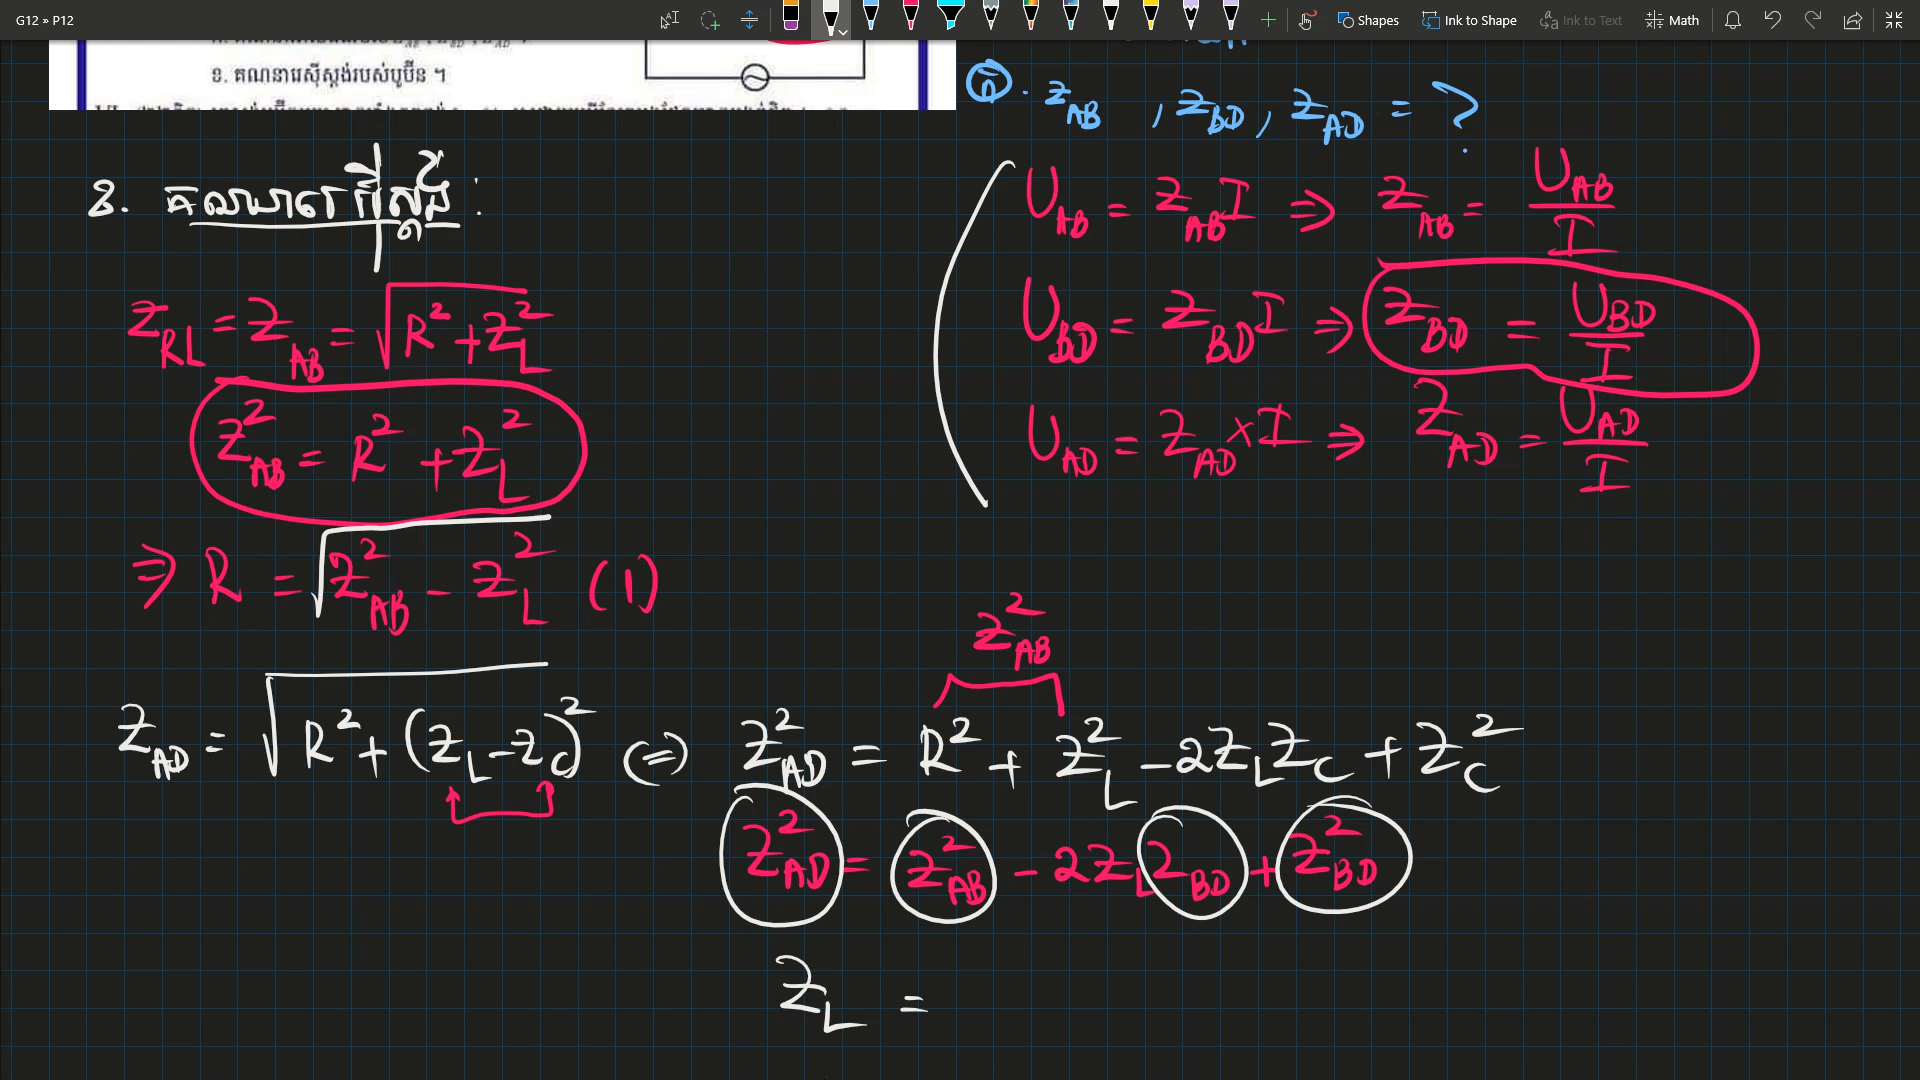 G12 » P12
Shapes
Ink to Shape
Ink to Text
Math
ខ. គណនារេស៊ីស្តង់របស់បូប៊ីន ។
ក. Z_AB , Z_BD , Z_AD = ?
U_AB = Z_AB I ⇒ Z_AB = U_AB / I
U_BD = Z_BD I ⇒ Z_BD = U_BD / I
U_AD = Z_AD × I ⇒ Z_AD = U_AD / I
ខ. គណនារេស៊ីស្តង់ :
Z_RL = Z_AB = √(R² + Z_L²)
Z_AB² = R² + Z_L²
⇒ R = √(Z_AB² − Z_L²) (1)
Z_AB²
Z_AD = √(R² + (Z_L − Z_C)²) (=) Z_AD² = R² + Z_L² − 2Z_L Z_C + Z_C²
Z_AD² = Z_AB² − 2Z_L Z_BD + Z_BD²
Z_L =